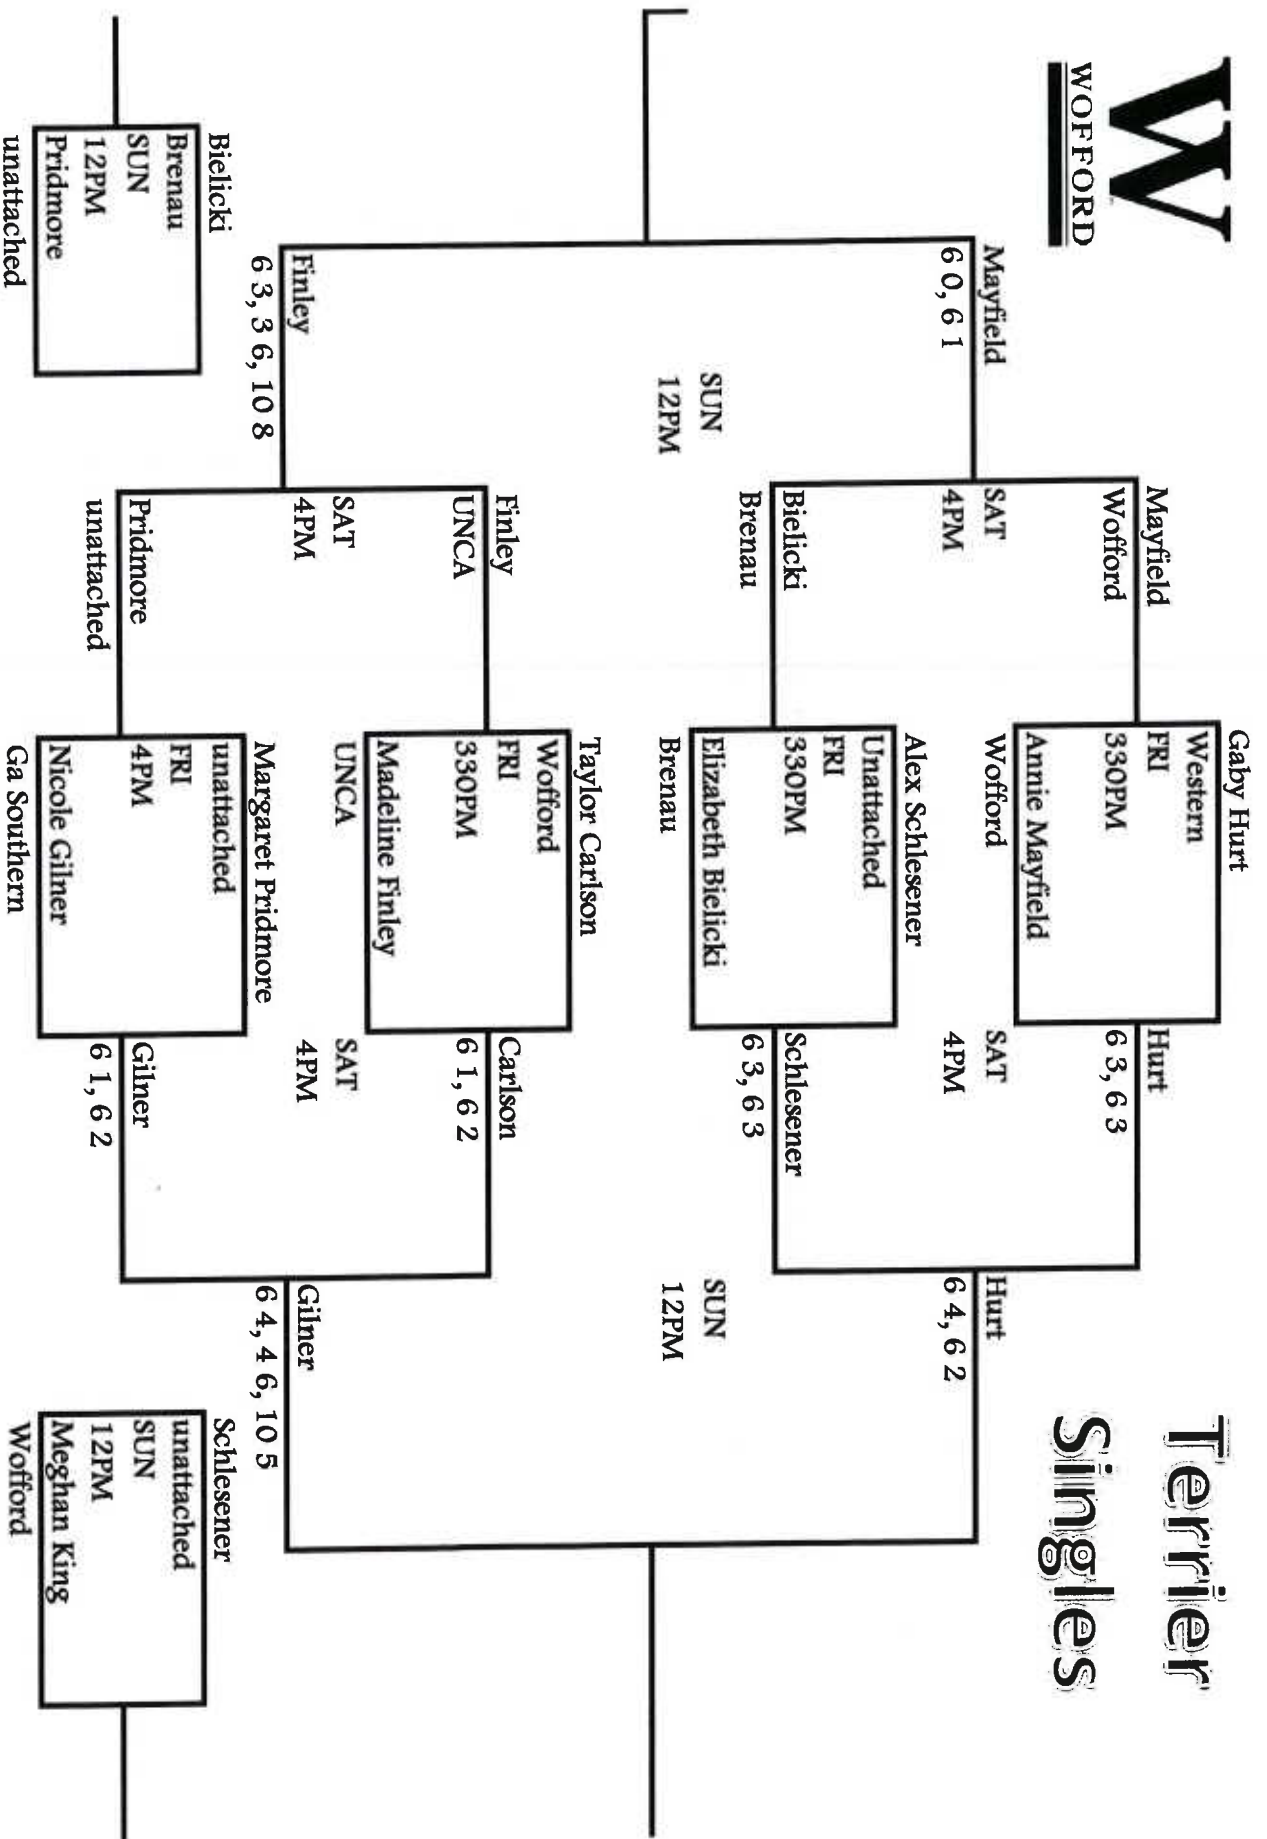 W
WOFFORD
Terrier
Singles
Gaby Hurt
Western
FRI
330PM
Annie Mayfield
Wofford
Mayfield
Wofford
SAT
4PM
Hurt
6 3, 6 3
SAT
4PM
Mayfield
6 0, 6 1
Hurt
6 4, 6 2
Alex Schlesener
Unattached
FRI
330PM
Elizabeth Bielicki
Brenau
Bielicki
Brenau
Schlesener
6 3, 6 3
SUN
12PM
SUN
12PM
Taylor Carlson
Wofford
FRI
330PM
Madeline Finley
UNCA
Finley
UNCA
SAT
4PM
Carlson
6 1, 6 2
SAT
4PM
Finley
6 3, 3 6, 10 8
Gilner
6 4, 4 6, 10 5
Margaret Pridmore
unattached
FRI
4PM
Nicole Gilner
Ga Southern
Pridmore
unattached
Gilner
6 1, 6 2
Bielicki
Brenau
SUN
12PM
Pridmore
unattached
Schlesener
unattached
SUN
12PM
Meghan King
Wofford